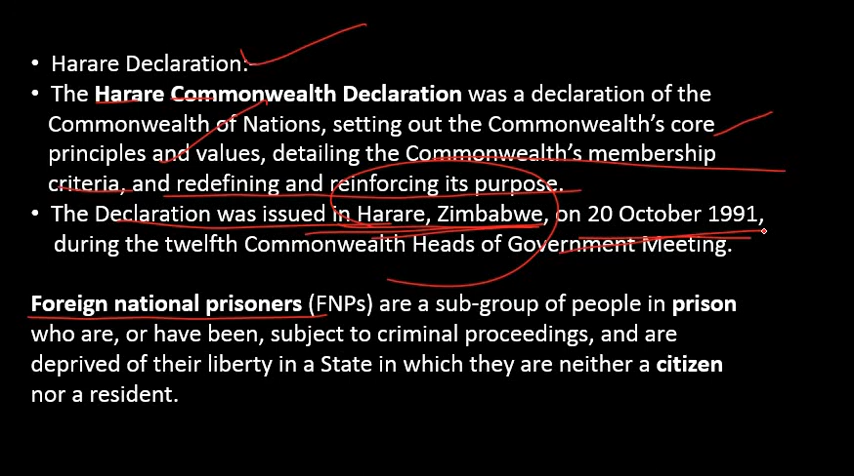 • Harare Declaration:-
• The Harare Commonwealth Declaration was a declaration of the
Commonwealth of Nations, setting out the Commonwealth's core
principles and values, detailing the Commonwealth's membership
criteria, and redefining and reinforcing its purpose.
• The Declaration was issued in Harare, Zimbabwe, on 20 October 1991,
during the twelfth Commonwealth Heads of Government Meeting.
Foreign national prisoners (FNPs) are a sub-group of people in prison
who are, or have been, subject to criminal proceedings, and are
deprived of their liberty in a State in which they are neither a citizen
nor a resident.